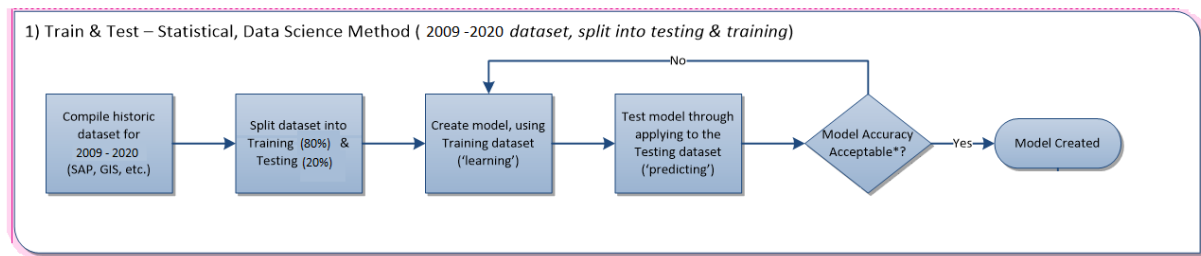 1) Train & Test – Statistical, Data Science Method ( 2009 -2020 dataset, split into testing & training)
No
Compile historic
dataset for
2009 - 2020
(SAP, GIS, etc.)
Split dataset into
Training (80%) &
Testing (20%)
Create model, using
Training dataset
(‘learning’)
Test model through
applying to the
Testing dataset
(‘predicting’)
Model Accuracy
Acceptable*?
Yes
Model Created